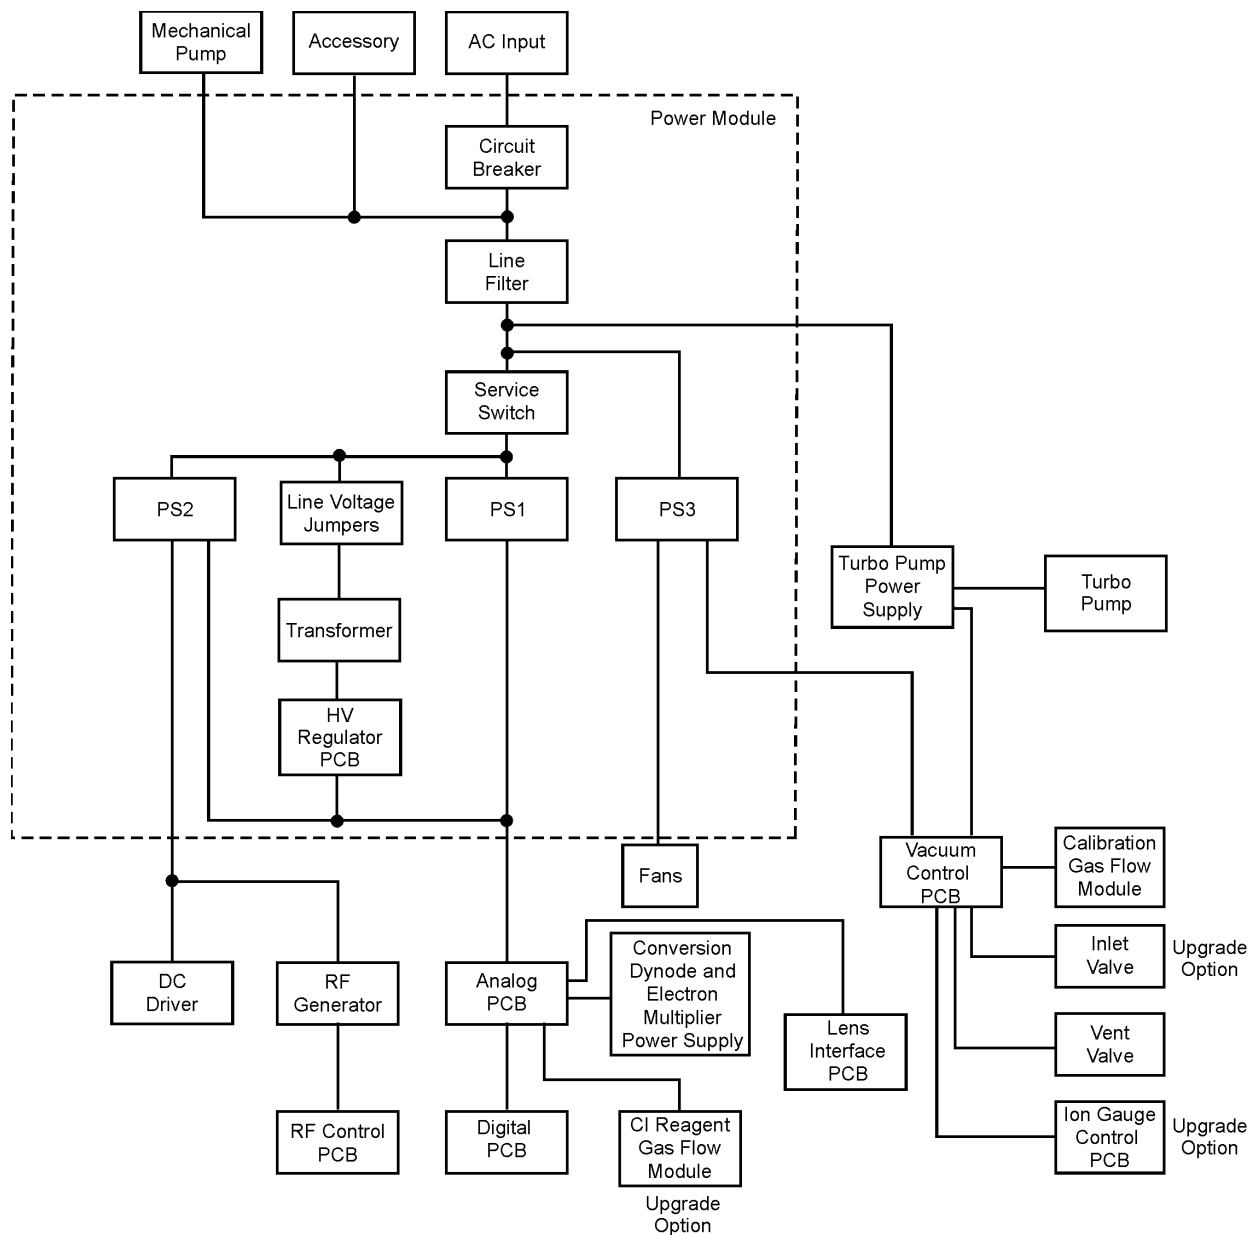 Mechanical
Pump
Accessory
AC Input
Power Module
Circuit
Breaker
Line
Filter
Service
Switch
PS2
Line Voltage
Jumpers
PS1
PS3
Turbo Pump
Power
Supply
Turbo
Pump
Transformer
HV
Regulator
PCB
Fans
Vacuum
Control
PCB
Calibration
Gas Flow
Module
Inlet
Valve
Upgrade
Option
DC
Driver
RF
Generator
Analog
PCB
Conversion
Dynode and
Electron
Multiplier
Power Supply
Lens
Interface
PCB
Vent
Valve
RF Control
PCB
Digital
PCB
CI Reagent
Gas Flow
Module
Upgrade
Option
Ion Gauge
Control
PCB
Upgrade
Option